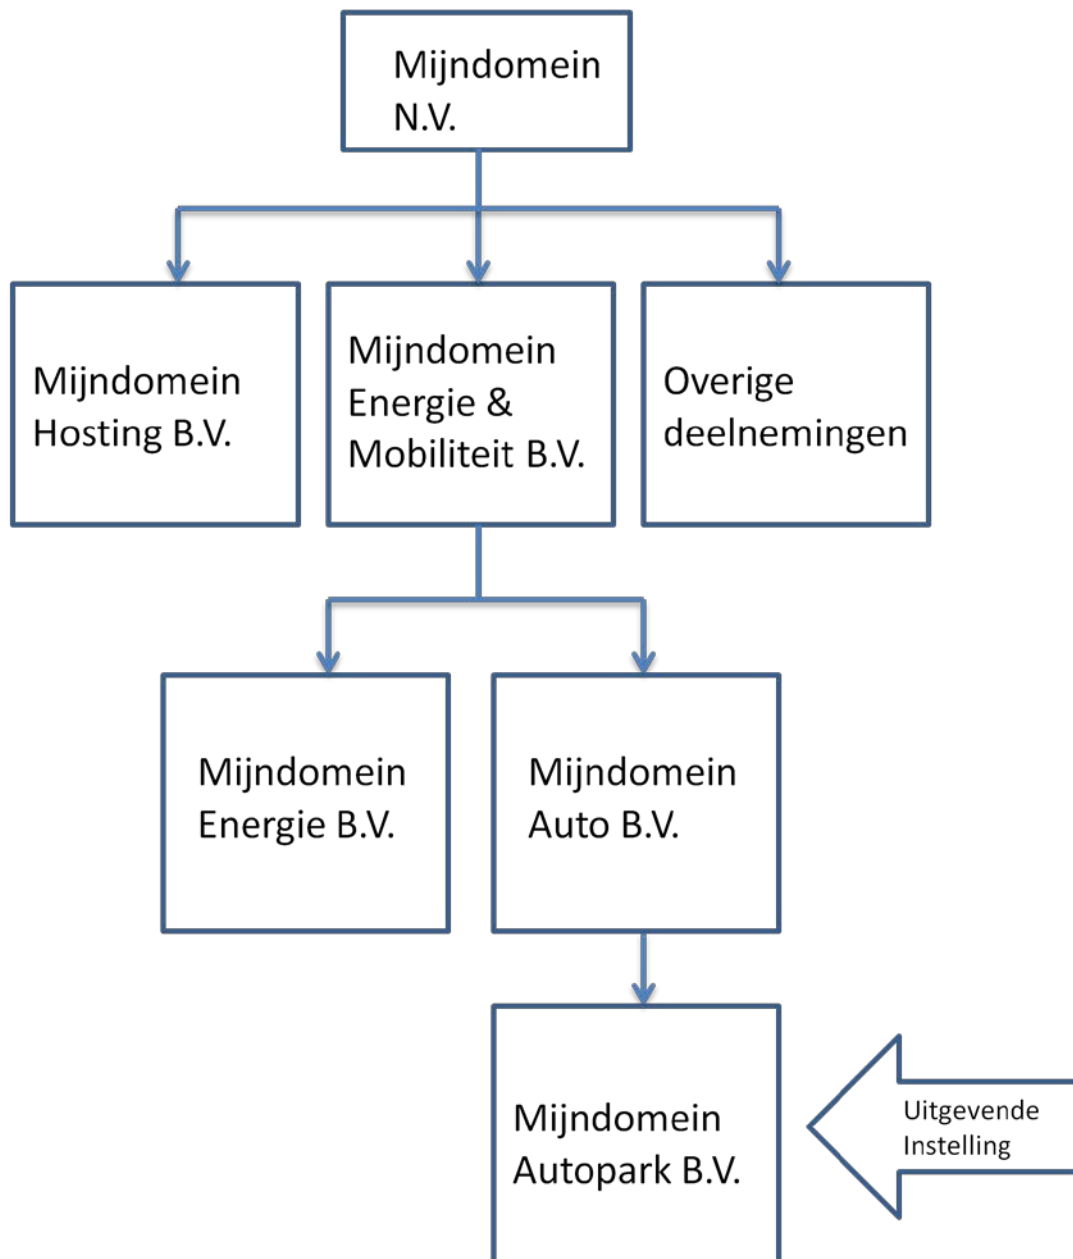 Mijndomein
N.V.
Mijndomein
Hosting B.V.
Mijndomein
Energie &
Mobiliteit B.V.
Overige
deelnemingen
Mijndomein
Energie B.V.
Mijndomein
Auto B.V.
Mijndomein
Autopark B.V.
Uitgevende
Instelling